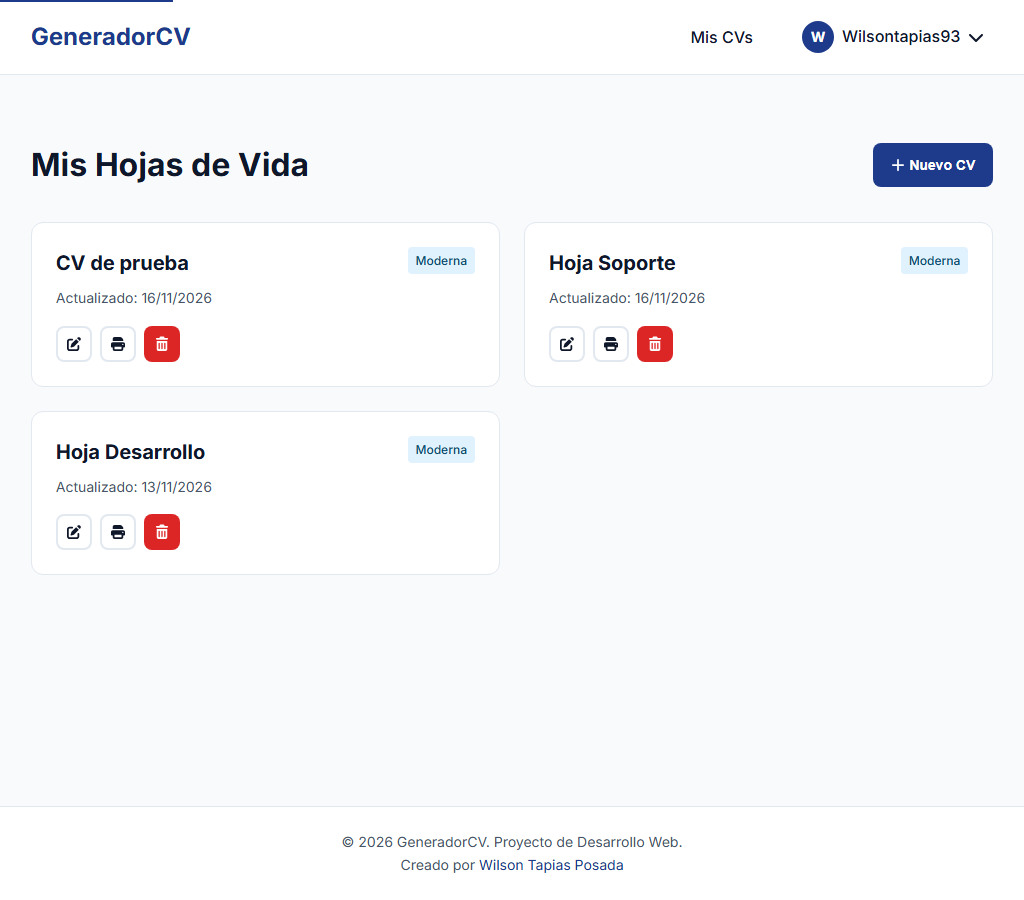 GeneradorCV
Mis CVs
W Wilsontapias93
Mis Hojas de Vida
Nuevo CV
CV de prueba
Moderna
Actualizado: 16/11/2026
Hoja Soporte
Moderna
Actualizado: 16/11/2026
Hoja Desarrollo
Moderna
Actualizado: 13/11/2026
© 2026 GeneradorCV. Proyecto de Desarrollo Web.
Creado por Wilson Tapias Posada